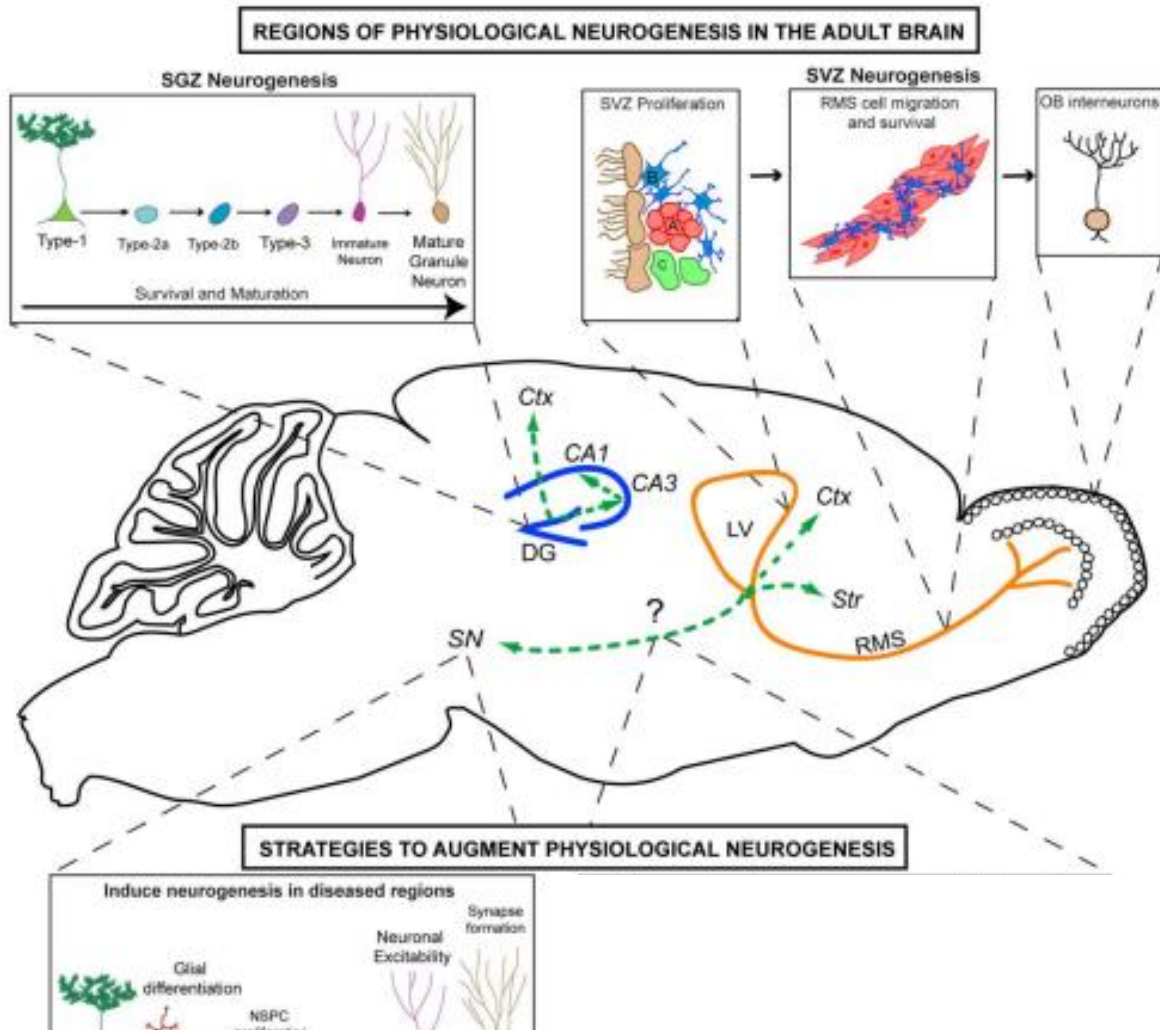 REGIONS OF PHYSIOLOGICAL NEUROGENESIS IN THE ADULT BRAIN
SGZ Neurogenesis
Type-1
Type-2a
Type-2b
Type-3
Immature
Neuron
Mature
Granule
Neuron
Survival and Maturation
SVZ Neurogenesis
SVZ Proliferation
B
A
C
RMS cell migration
and survival
OB interneurons
Ctx
CA1
CA3
DG
LV
Ctx
Str
?
SN
RMS
STRATEGIES TO AUGMENT PHYSIOLOGICAL NEUROGENESIS
Induce neurogenesis in diseased regions
Glial
differentiation
NSPC
Neuronal
Excitability
Synapse
formation